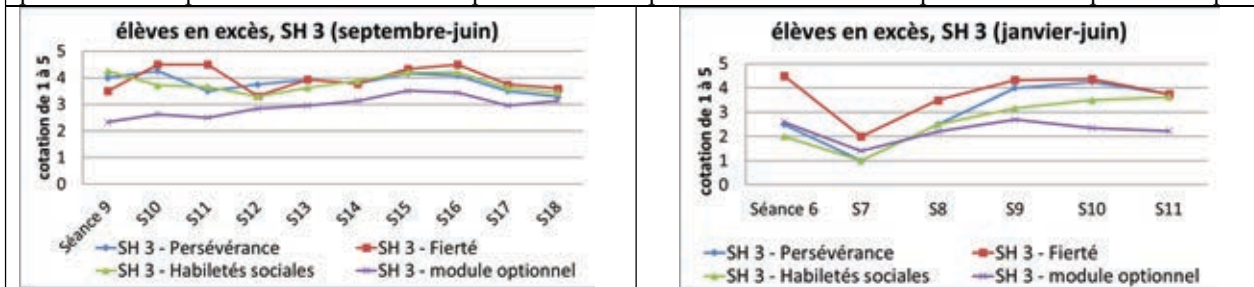 élèves en excès, SH 3 (septembre-juin)
cotation de 1 à 5
5
4
3
2
1
0
Séance 9 S10 S11 S12 S13 S14 S15 S16 S17 S18
SH 3 - Persévérance SH 3 - Fierté
SH 3 - Habiletés sociales SH 3 - module optionnel
élèves en excès, SH 3 (janvier-juin)
cotation de 1 à 5
5
4
3
2
1
0
Séance 6 S7 S8 S9 S10 S11
SH 3 - Persévérance SH 3 - Fierté
SH 3 - Habiletés sociales SH 3 - module optionnel